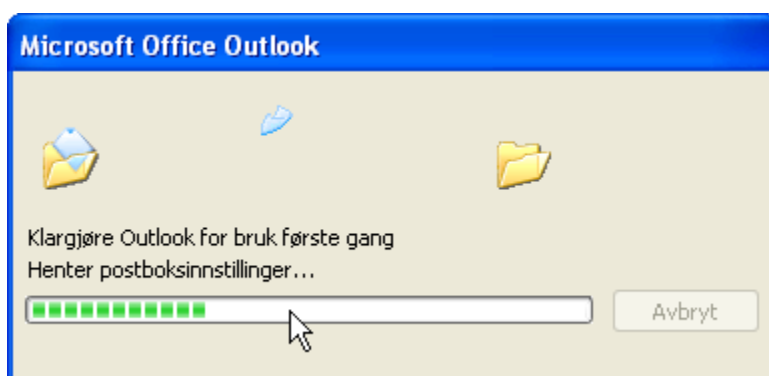 Microsoft Office Outlook
Klargjøre Outlook for bruk første gang
Henter postboksinnstillinger...
Avbryt